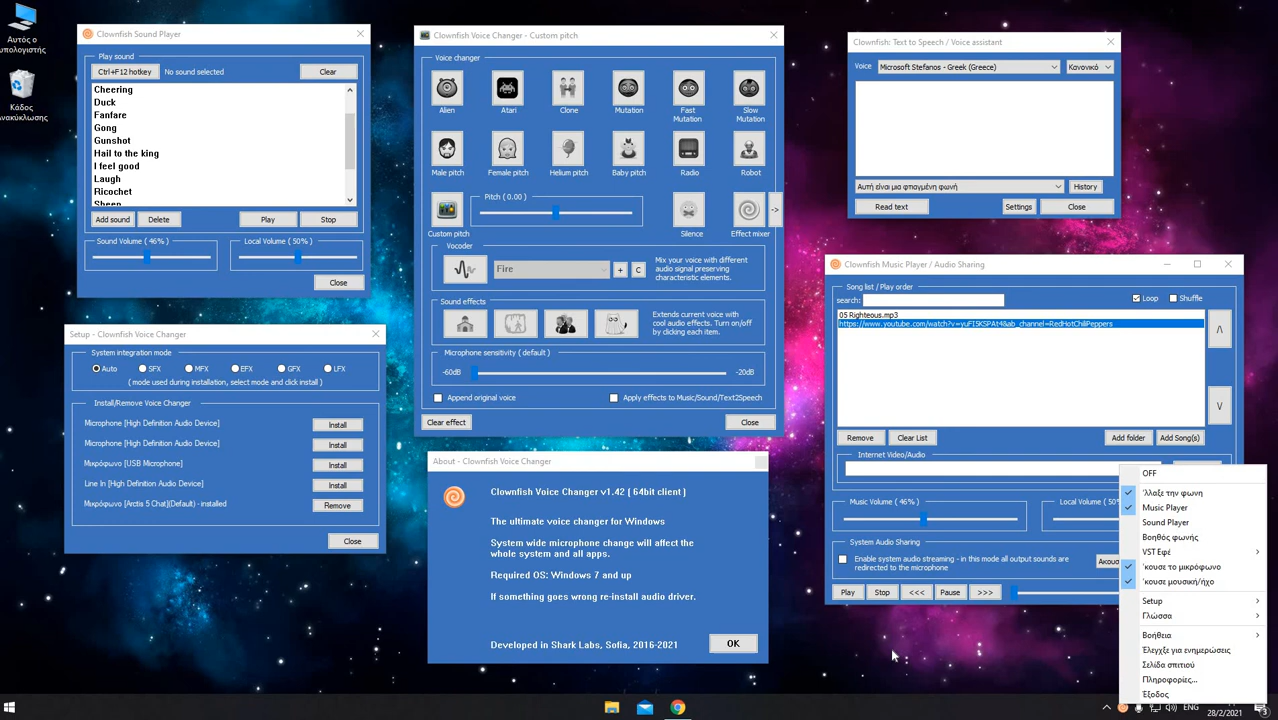 Αυτός ο
υπολογιστής
Κάδος
ανακύκλωσης
Clownfish Sound Player
Play sound
Ctrl+F12 hotkey
No sound selected
Clear
Cheering
Duck
Fanfare
Gong
Gunshot
Hail to the king
I feel good
Laugh
Ricochet
Sheep
Add sound
Delete
Play
Stop
Sound Volume ( 46% )
Local Volume ( 50% )
Close
Setup - Clownfish Voice Changer
System integration mode
Auto
SFX
MFX
EFX
GFX
LFX
( mode used during installation, select mode and click install )
Install/Remove Voice Changer
Microphone [High Definition Audio Device]
Install
Microphone [High Definition Audio Device]
Install
Μικρόφωνο [USB Microphone]
Install
Line In [High Definition Audio Device]
Install
Μικρόφωνο [Arctis 5 Chat](Default) - installed
Remove
Close
Clownfish Voice Changer - Custom pitch
Voice changer
Alien
Atari
Clone
Mutation
Fast
Mutation
Slow
Mutation
Male pitch
Female pitch
Helium pitch
Baby pitch
Radio
Robot
Custom pitch
Pitch ( 0.00 )
Silence
Effect mixer
->
Vocoder
Fire
+
C
Mix your voice with different
audio signal preserving
characteristic elements.
Sound effects
Extends current voice with
cool audio effects. Turn on/off
by clicking each item.
Microphone sensitivity ( default )
-60dB
-20dB
Append original voice
Apply effects to Music/Sound/Text2Speech
Clear effect
Close
About - Clownfish Voice Changer
Clownfish Voice Changer v1.42 ( 64bit client )
The ultimate voice changer for Windows
System wide microphone change will affect the
whole system and all apps.
Required OS: Windows 7 and up
If something goes wrong re-install audio driver.
Developed in Shark Labs, Sofia, 2016-2021
OK
Clownfish: Text to Speech / Voice assistant
Voice
Microsoft Stefanos - Greek (Greece)
Κανονικό
Αυτή είναι μια φτιαγμένη φωνή
History
Read text
Settings
Close
Clownfish Music Player / Audio Sharing
Song list / Play order
search:
Loop
Shuffle
05 Righteous.mp3
https://www.youtube.com/watch?v=yuFI5KSPAt4&ab_channel=RedHotChiliPeppers
/\
\/
Remove
Clear List
Add folder
Add Song(s)
Internet Video/Audio
Music Volume ( 46% )
Local Volume ( 50%
System Audio Sharing
Enable system audio streaming - in this mode all output sounds are
redirected to the microphone
Ακουσ
Play
Stop
<<<
Pause
>>>
OFF
'λλαξε την φωνη
Music Player
Sound Player
Βοηθός φωνής
VST Εφέ
'κουσε το μικρόφωνο
'κουσε μουσική/ήχο
Setup
Γλώσσα
Βοήθεια
Έλεγξε για ενημερώσεις
Σελίδα σπιτιού
Πληροφορίες...
Έξοδος
ENG
28/2/2021
3